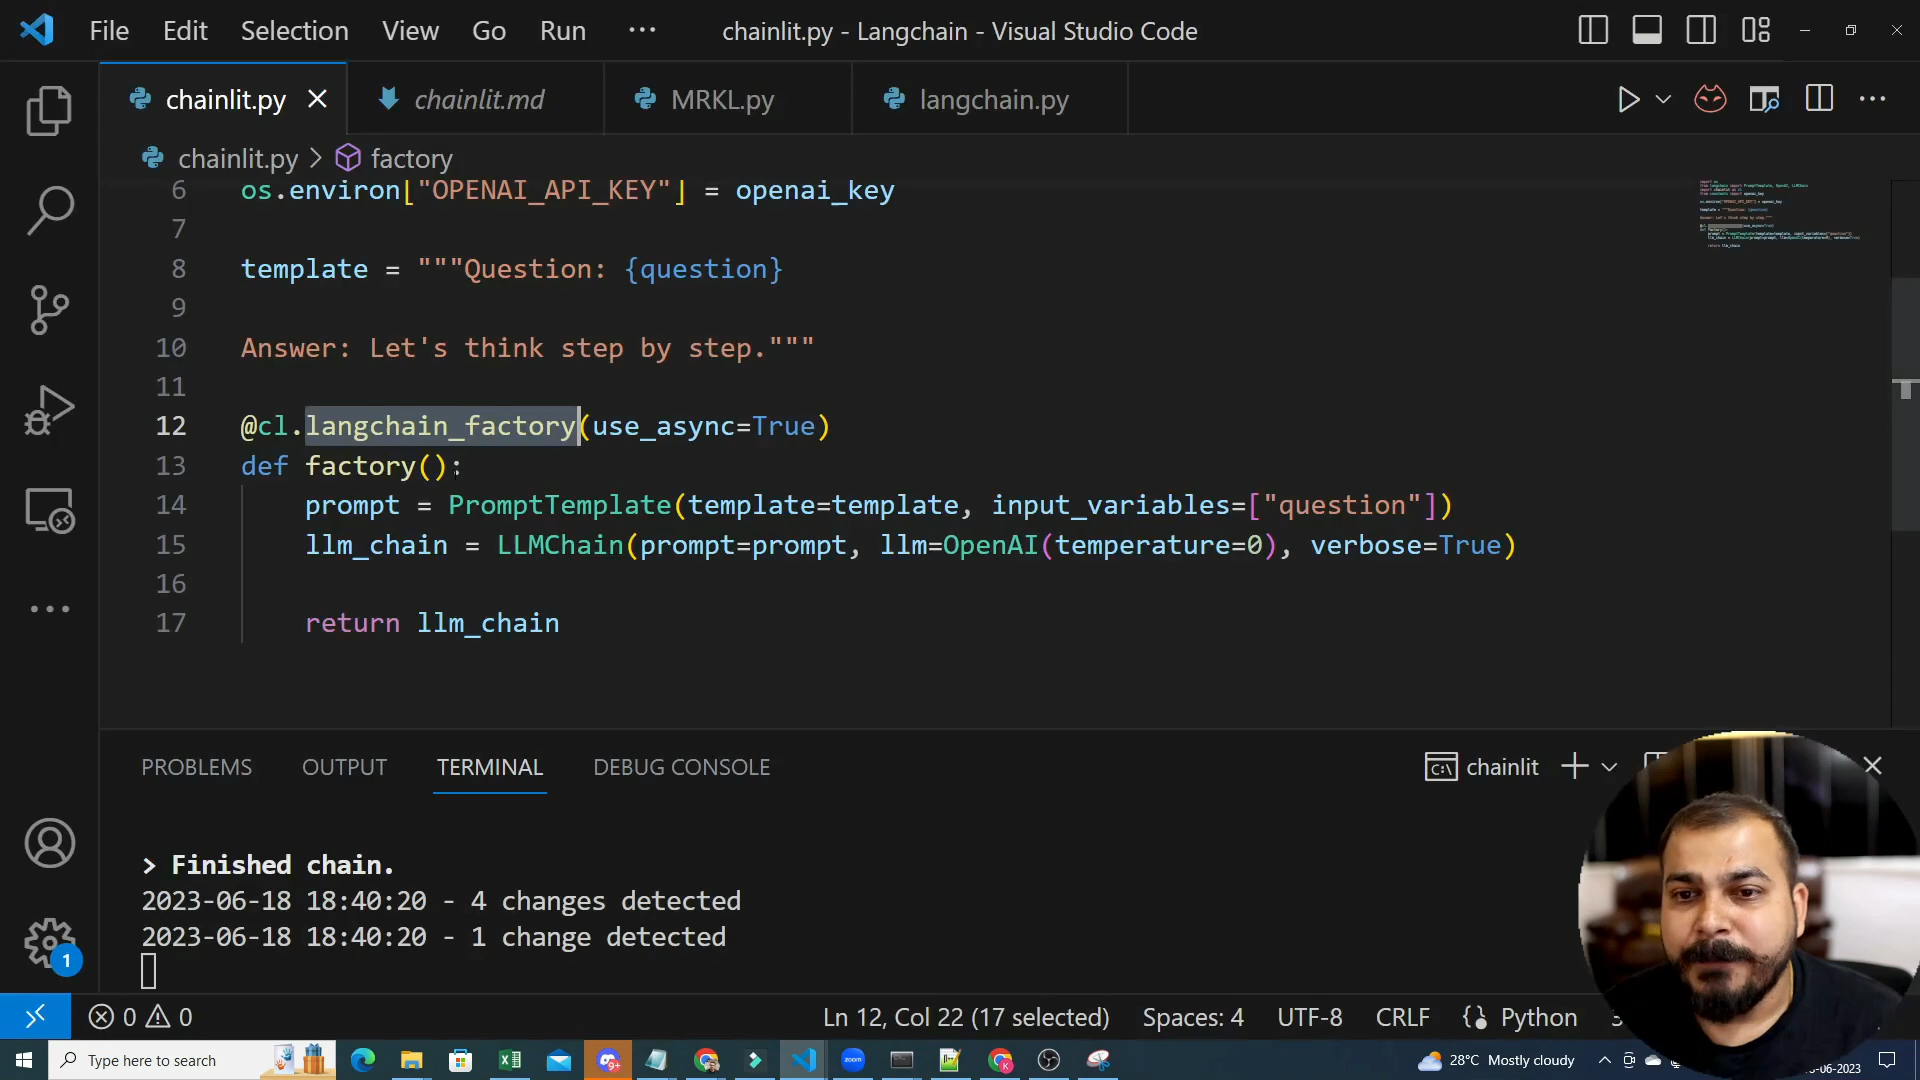 File Edit Selection View Go Run ··· chainlit.py - Langchain - Visual Studio Code
chainlit.py chainlit.md MRKL.py langchain.py
chainlit.py > factory
6 os.environ["OPENAI_API_KEY"] = openai_key
7
8 template = """Question: {question}
9
10 Answer: Let's think step by step."""
11
12 @cl.langchain_factory(use_async=True)
13 def factory():
14 prompt = PromptTemplate(template=template, input_variables=["question"])
15 llm_chain = LLMChain(prompt=prompt, llm=OpenAI(temperature=0), verbose=True)
16
17 return llm_chain
PROBLEMS OUTPUT TERMINAL DEBUG CONSOLE chainlit
> Finished chain.
2023-06-18 18:40:20 - 4 changes detected
2023-06-18 18:40:20 - 1 change detected
1
0 0 Ln 12, Col 22 (17 selected) Spaces: 4 UTF-8 CRLF Python
Type here to search 28°C Mostly cloudy